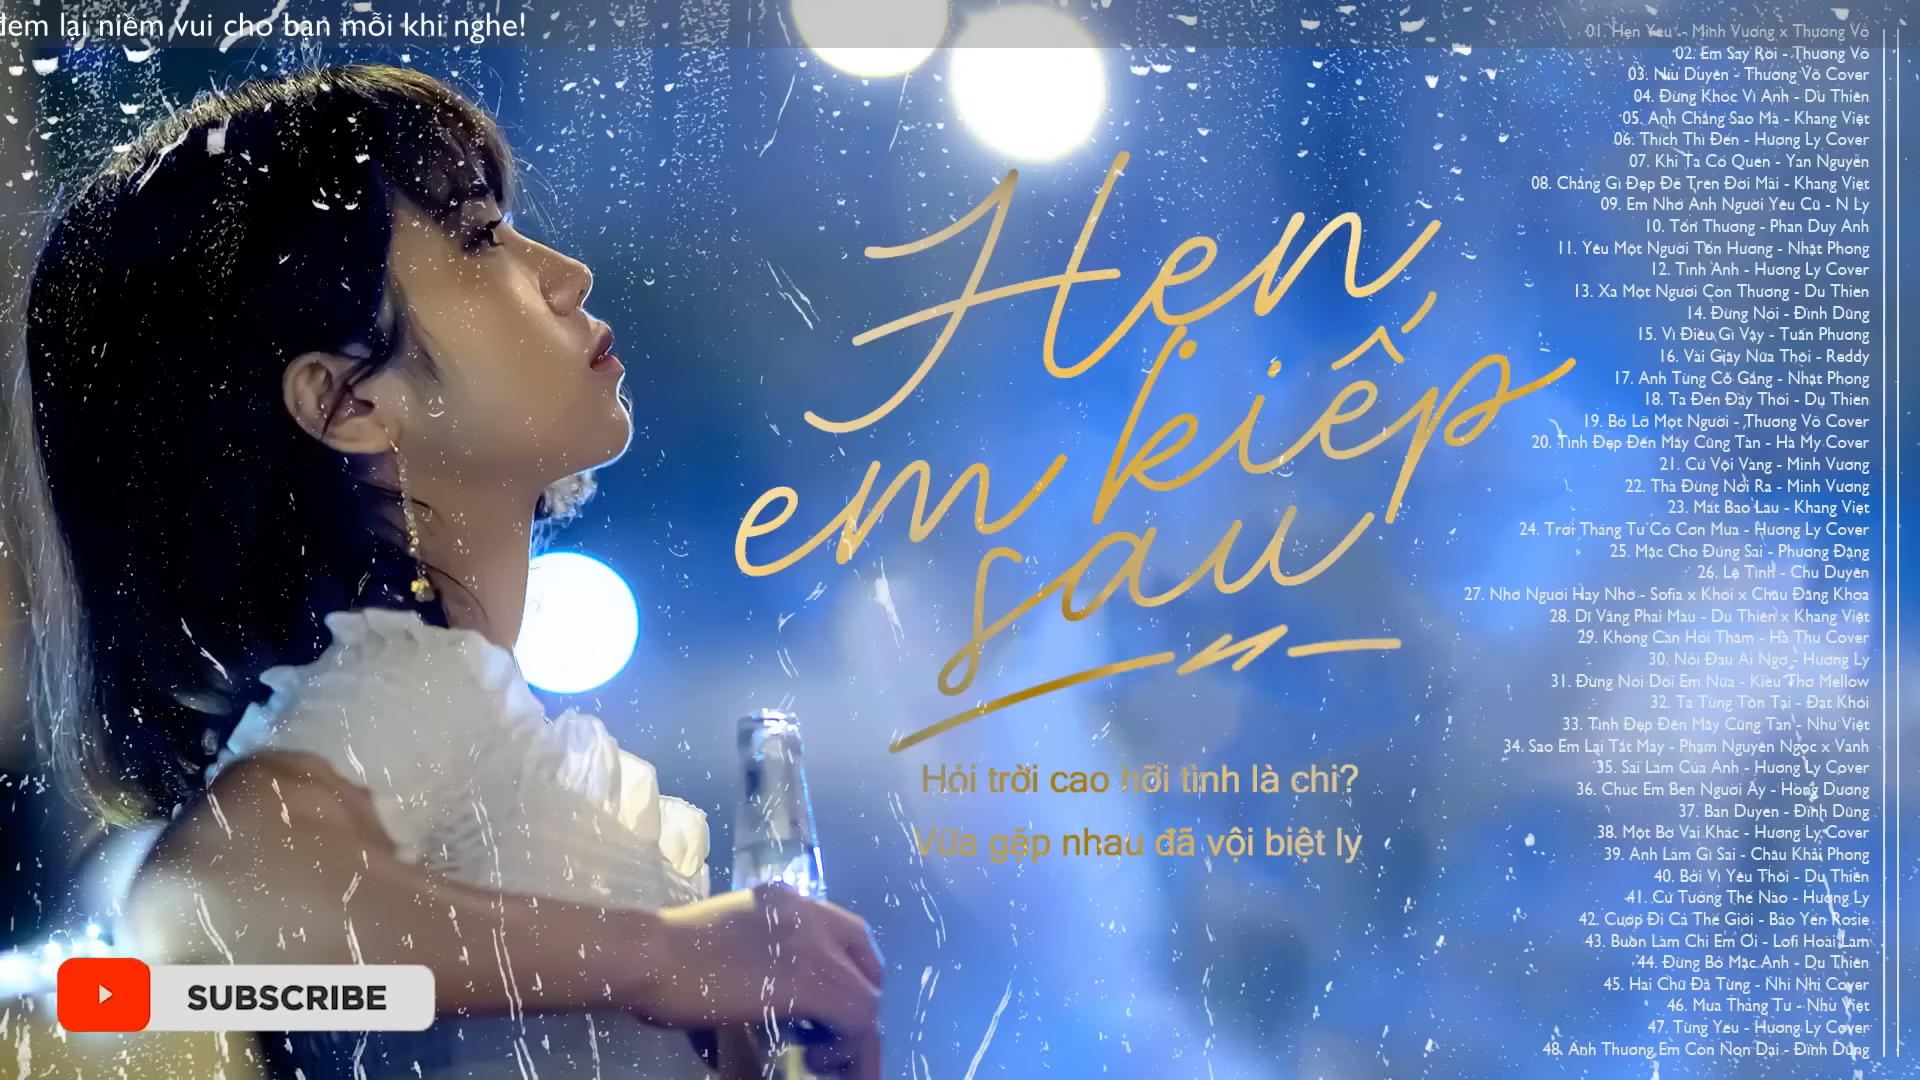 đem lại niềm vui cho bạn mỗi khi nghe!
Hẹn
em kiếp
sau
Hỏi trời cao hỡi tình là chi?
Vừa gặp nhau đã vội biệt ly
SUBSCRIBE
01. Hẹn Yêu - Minh Vương x Thương Võ
02. Em Say Rồi - Thương Võ
03. Níu Duyên - Thương Võ Cover
04. Đừng Khóc Vì Anh - Du Thiên
05. Anh Chẳng Sao Mà - Khang Việt
06. Thích Thì Đến - Hương Ly Cover
07. Khi Ta Cố Quên - Yan Nguyễn
08. Chẳng Gì Đẹp Đẽ Trên Đời Mãi - Khang Việt
09. Em Nhớ Anh Người Yêu Cũ - N Ly
10. Tổn Thương - Phan Duy Anh
11. Yêu Một Người Tổn Hương - Nhật Phong
12. Tình Anh - Hương Ly Cover
13. Xa Một Người Còn Thương - Du Thiên
14. Đừng Nói - Đình Dũng
15. Vì Điều Gì Vậy - Tuấn Phương
16. Vài Giây Nữa Thôi - Reddy
17. Anh Từng Cố Gắng - Nhật Phong
18. Ta Đến Đây Thôi - Dụ Thiên
19. Bỏ Lỡ Một Người - Thương Võ Cover
20. Tình Đẹp Đến Mấy Cũng Tàn - Hà My Cover
21. Cứ Vội Vàng - Minh Vương
22. Thà Đừng Nói Ra - Minh Vương
23. Mất Bao Lâu - Khang Việt
24. Trời Tháng Tư Có Cơn Mưa - Hương Ly Cover
25. Mặc Cho Đúng Sai - Phương Đặng
26. Lệ Tình - Chu Duyên
27. Nhớ Người Hay Nhớ - Sofia x Khói x Châu Đăng Khoa
28. Dĩ Vãng Phai Màu - Du Thiên x Khang Việt
29. Không Cần Hỏi Thăm - Hà Thu Cover
30. Nỗi Đau Ai Ngờ - Hương Ly
31. Đừng Nói Dối Em Nữa - Kiều Thơ Mellow
32. Ta Từng Tồn Tại - Đạt Khói
33. Tình Đẹp Đến Mấy Cũng Tàn - Như Việt
34. Sao Em Lại Tắt Máy - Phạm Nguyên Ngọc x Vanh
35. Sai Lầm Của Anh - Hương Ly Cover
36. Chúc Em Bên Người Ấy - Hồng Dương
37. Bán Duyên - Đình Dũng
38. Một Bờ Vai Khác - Hương Ly Cover
39. Anh Làm Gì Sai - Châu Khải Phong
40. Bởi Vì Yêu Thôi - Dụ Thiên
41. Cứ Tưởng Thế Nào - Hương Ly
42. Cướp Đi Cả Thế Giới - Bảo Yến Rosie
43. Buồn Làm Chi Em Ơi - Lofi Hoài Lâm
44. Đừng Bỏ Mặc Anh - Dụ Thiên
45. Hai Chữ Đã Từng - Nhi Nhi Cover
46. Mưa Tháng Tư - Như Việt
47. Từng Yêu - Hương Ly Cover
48. Anh Thương Em Còn Non Dại - Đình Dũng